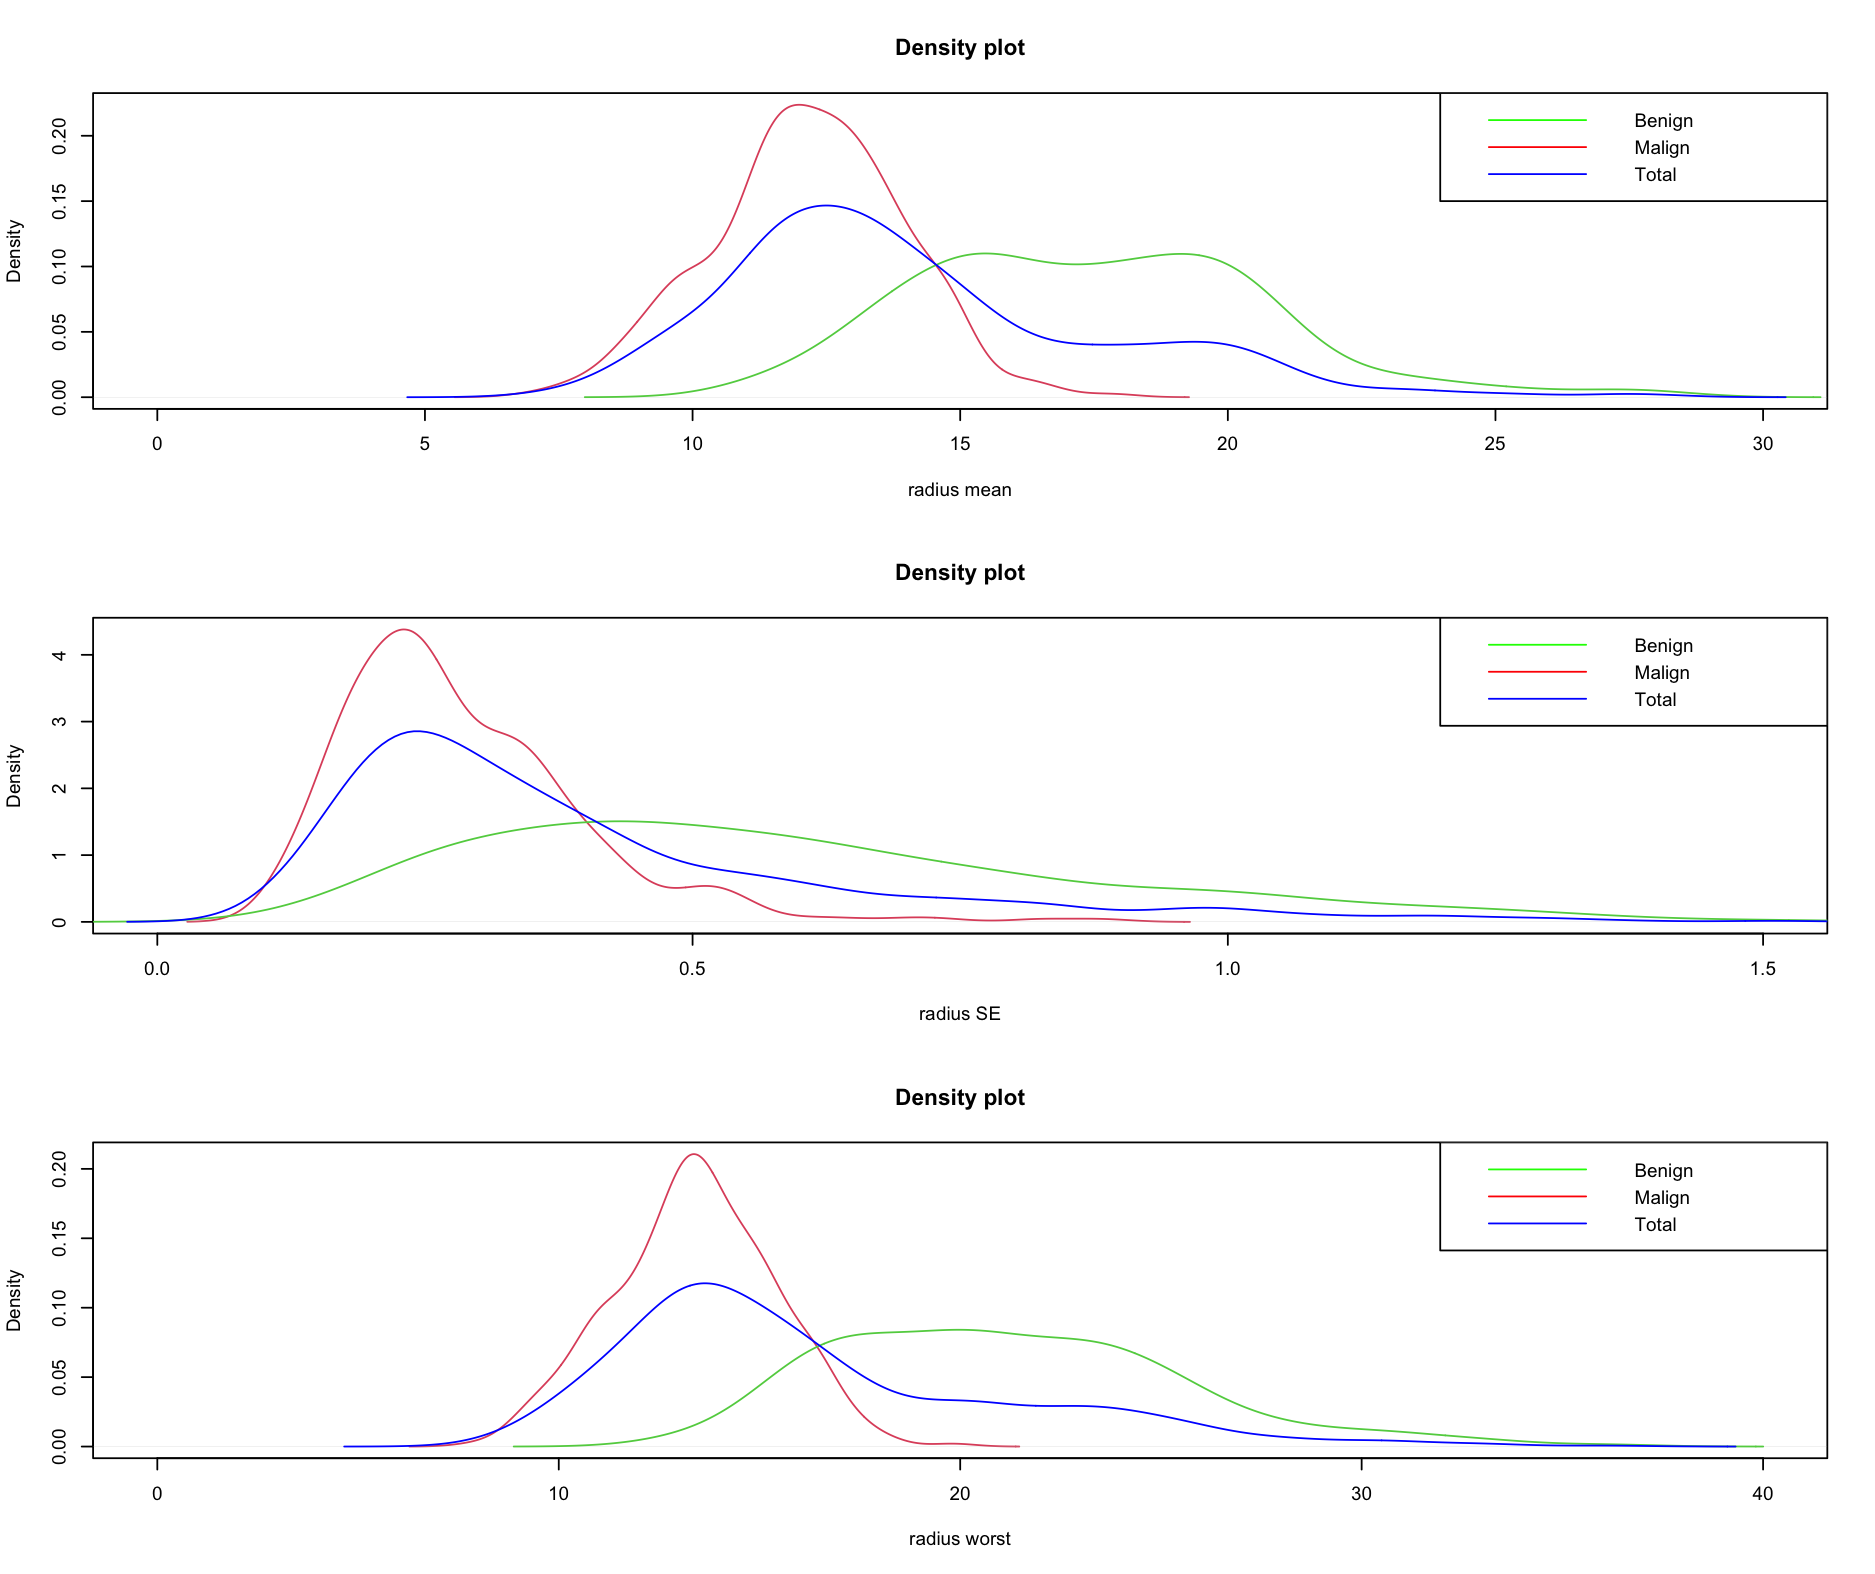 Density plot
Density
0.00 0.05 0.10 0.15 0.20
Benign
Malign
Total
0 5 10 15 20 25 30
radius mean
Density plot
Density
0 1 2 3 4
Benign
Malign
Total
0.0 0.5 1.0 1.5
radius SE
Density plot
Density
0.00 0.05 0.10 0.15 0.20
Benign
Malign
Total
0 10 20 30 40
radius worst